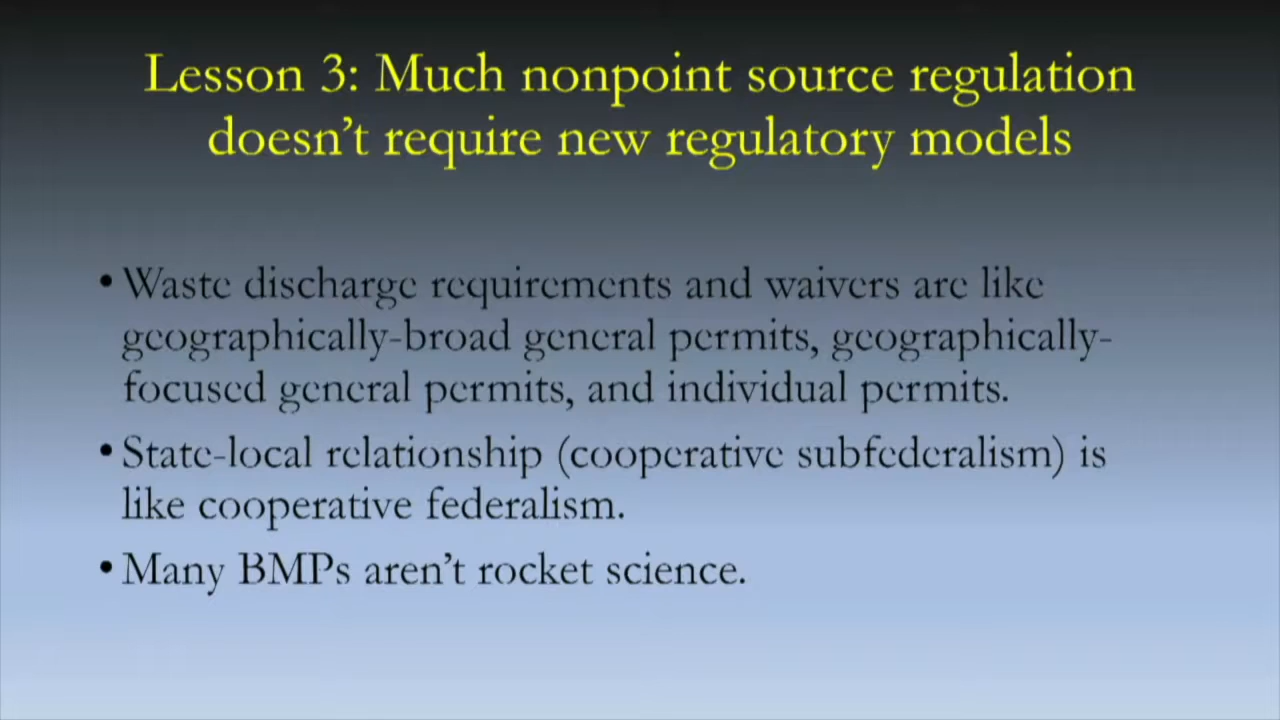 Lesson 3: Much nonpoint source regulation
doesn’t require new regulatory models
• Waste discharge requirements and waivers are like
geographically-broad general permits, geographically-
focused general permits, and individual permits.
• State-local relationship (cooperative subfederalism) is
like cooperative federalism.
• Many BMPs aren’t rocket science.